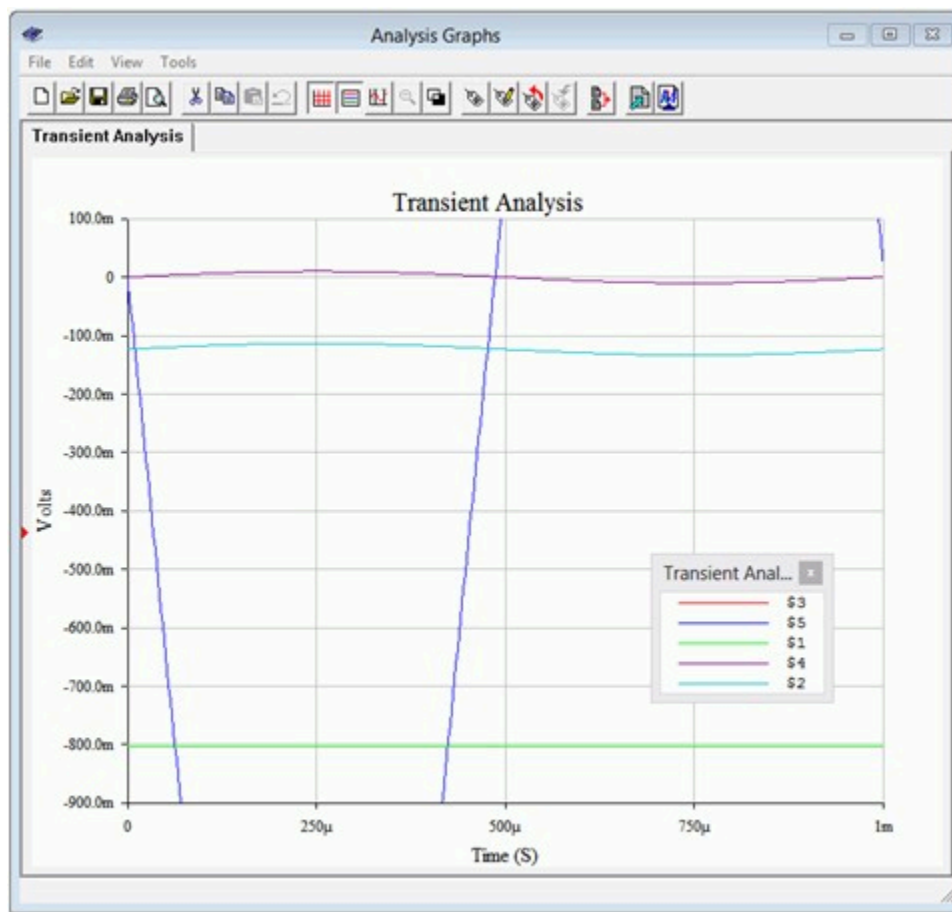 Analysis Graphs
File Edit View Tools
Transient Analysis
Transient Analysis
100.0m
0
-100.0m
-200.0m
-300.0m
-400.0m
-500.0m
-600.0m
-700.0m
-800.0m
-900.0m
Volts
0 250µ 500µ 750µ 1m
Time (S)
Transient Anal... x
$3
$5
$1
$4
$2